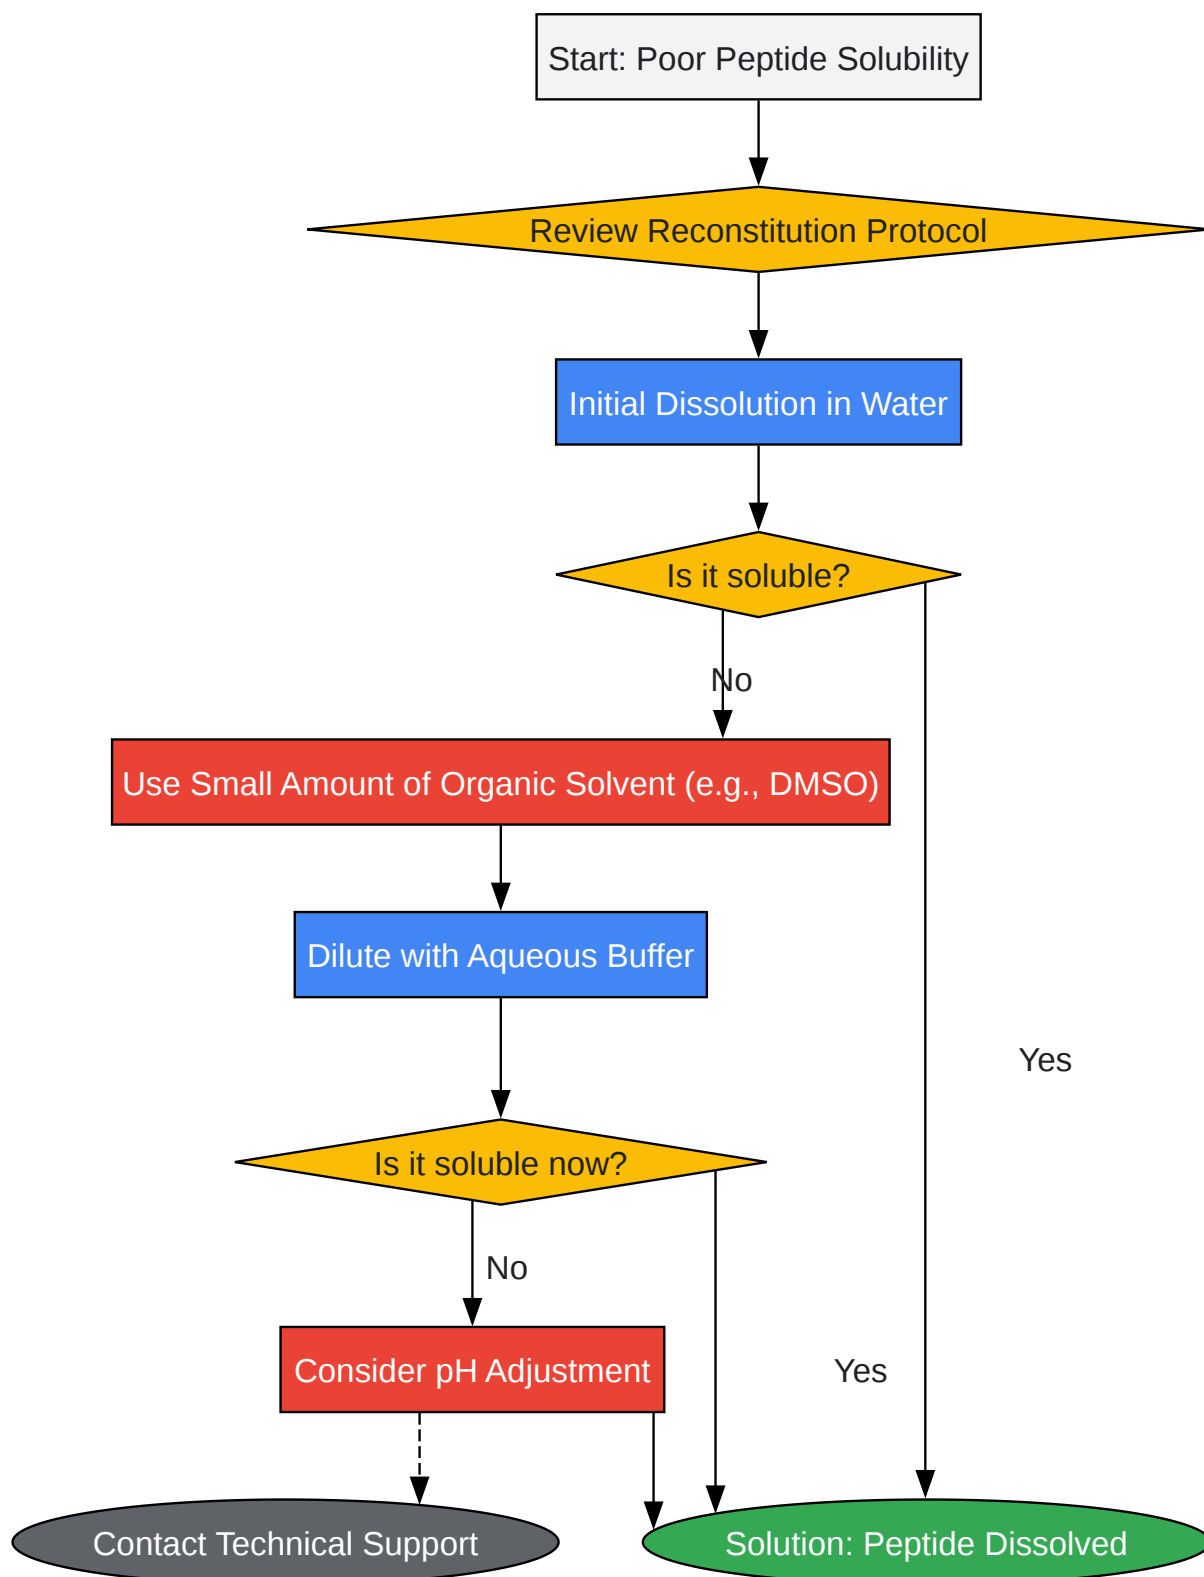 Start: Poor Peptide Solubility
Review Reconstitution Protocol
Initial Dissolution in Water
Is it soluble?
No
Use Small Amount of Organic Solvent (e.g., DMSO)
Dilute with Aqueous Buffer
Yes
Is it soluble now?
No
Consider pH Adjustment
Yes
Contact Technical Support
Solution: Peptide Dissolved